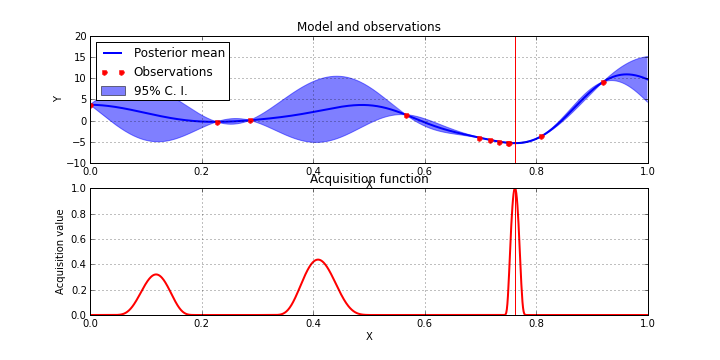 Model and observations
20
15
10
5
0
−5
−10
Y
Posterior mean
Observations
95% C. I.
0.0 0.2 0.4 0.6 0.8 1.0
X
Acquisition function
1.0
0.8
0.6
0.4
0.2
0.0
Acquisition value
0.0 0.2 0.4 0.6 0.8 1.0
X